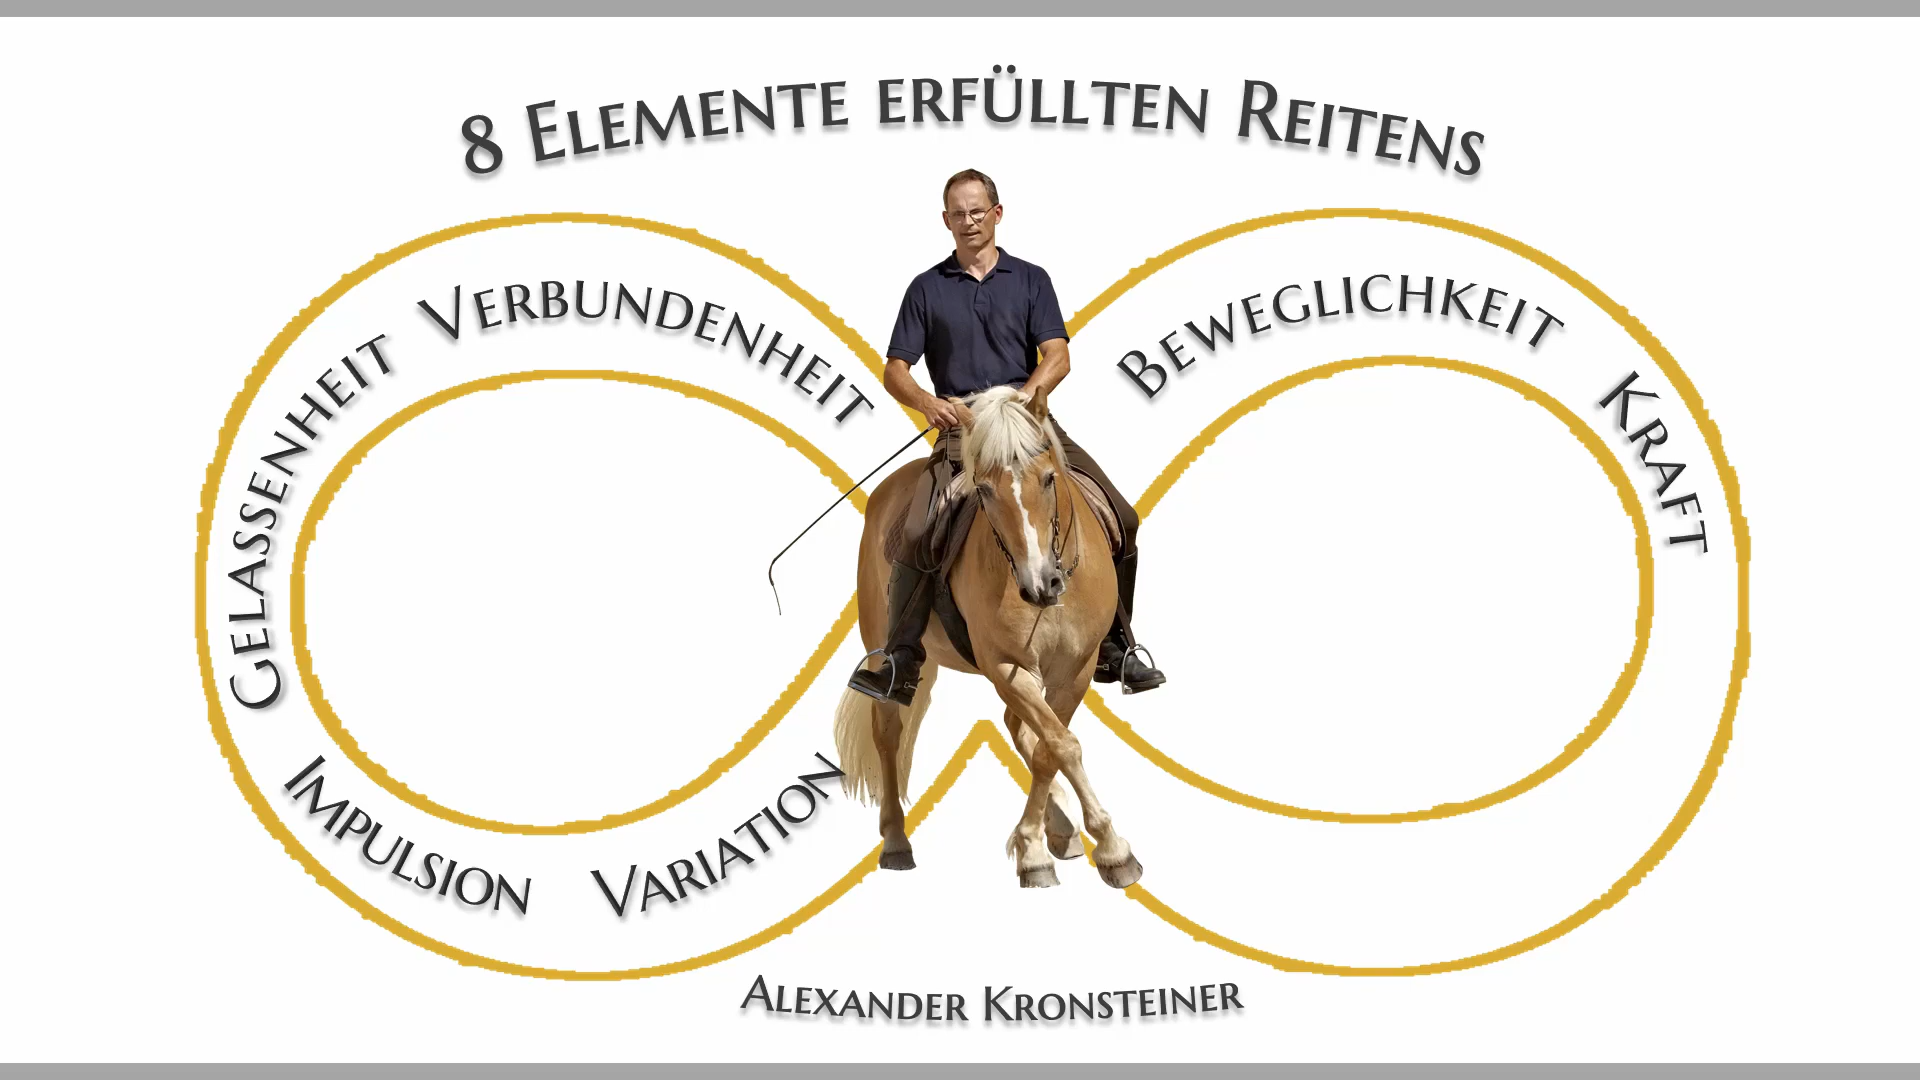 8 Elemente erfüllten Reitens
Verbundenheit
Gelassenheit
Impulsion
Variation
Beweglichkeit
Kraft
Alexander Kronsteiner